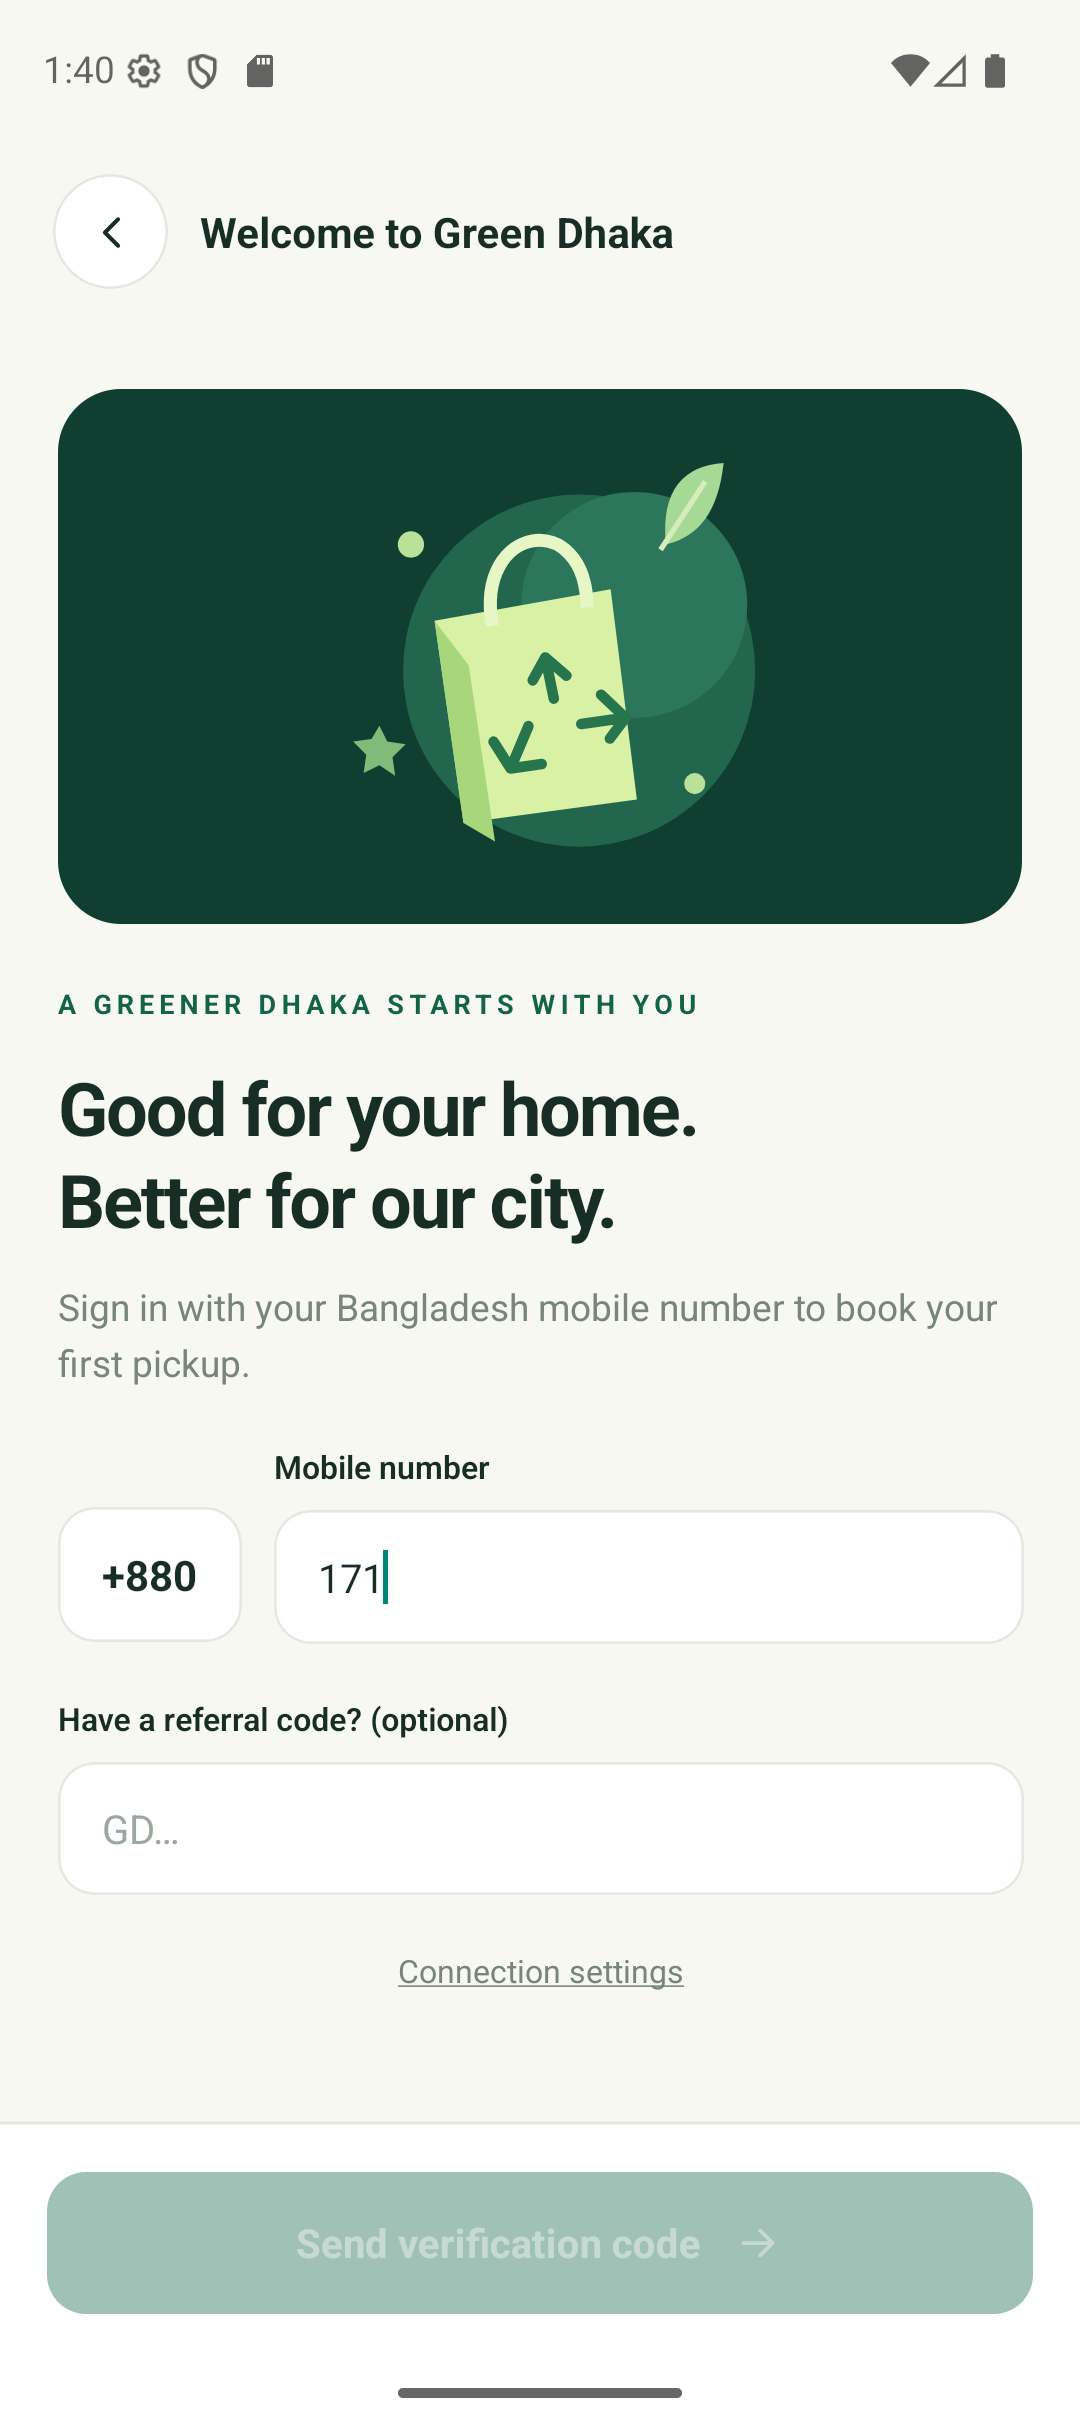 1:40
Welcome to Green Dhaka
A GREENER DHAKA STARTS WITH YOU
Good for your home.
Better for our city.
Sign in with your Bangladesh mobile number to book your
first pickup.
Mobile number
+880
171
Have a referral code? (optional)
GD...
Connection settings
Send verification code